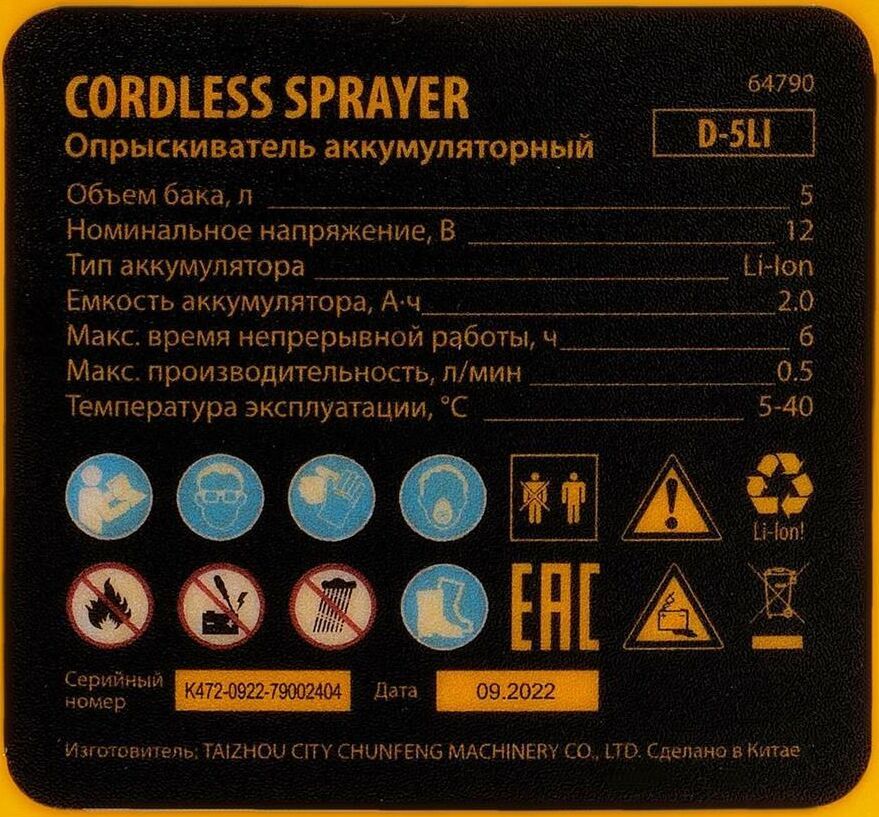 CORDLESS SPRAYER
64790
Опрыскиватель аккумуляторный
D-5LI
Объем бака, л 5
Номинальное напряжение, В 12
Тип аккумулятора Li-Ion
Емкость аккумулятора, А·ч 2.0
Макс. время непрерывной работы, ч 6
Макс. производительность, л/мин 0.5
Температура эксплуатации, °C 5-40
Li-Ion!
EAC
Серийный номер K472-0922-79002404 Дата 09.2022
Изготовитель: TAIZHOU CITY CHUNFENG MACHINERY CO., LTD. Сделано в Китае